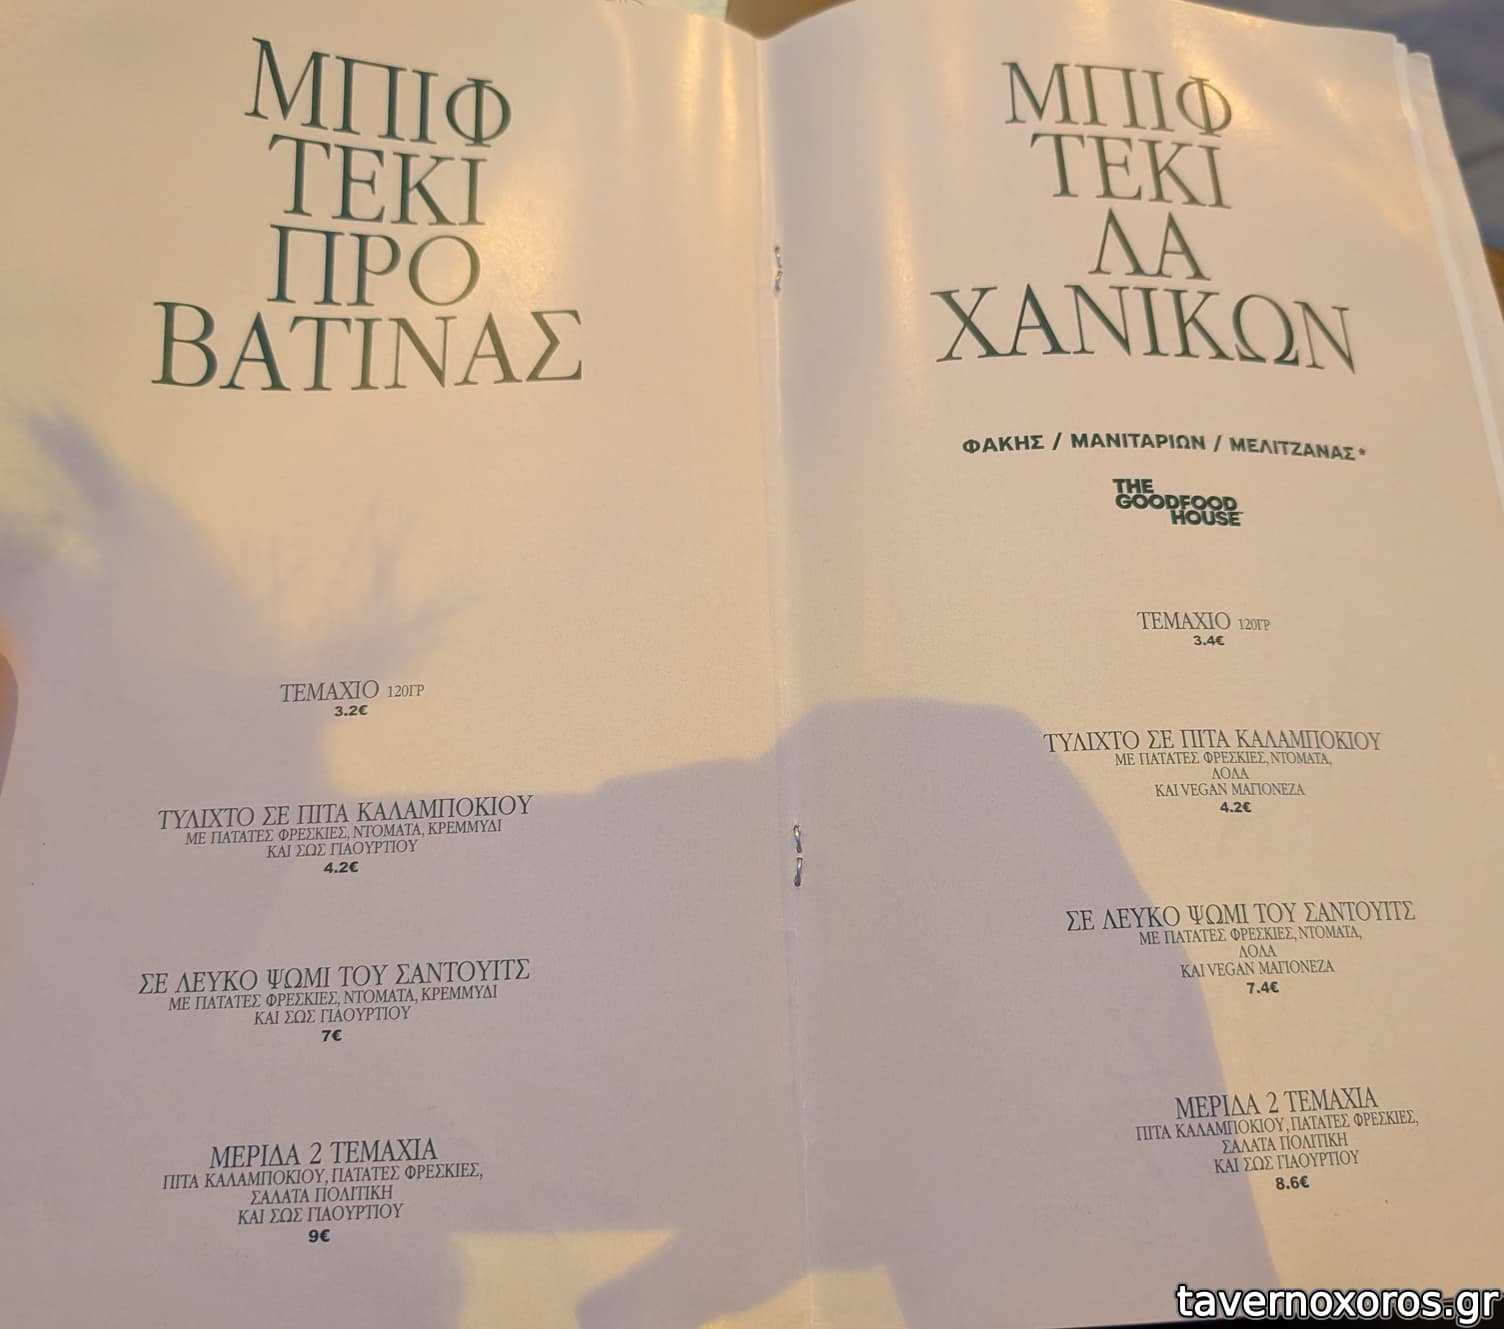 ΜΠΙΦ
ΤΕΚΙ
ΠΡΟ
ΒΑΤΙΝΑΣ
ΤΕΜΑΧΙΟ 120ΓΡ
3.2€
ΤΥΛΙΧΤΟ ΣΕ ΠΙΤΑ ΚΑΛΑΜΠΟΚΙΟΥ
ΜΕ ΠΑΤΑΤΕΣ ΦΡΕΣΚΙΕΣ, ΝΤΟΜΑΤΑ, ΚΡΕΜΜΥΔΙ
ΚΑΙ ΣΩΣ ΓΙΑΟΥΡΤΙΟΥ
4.2€
ΣΕ ΛΕΥΚΟ ΨΩΜΙ ΤΟΥ ΣΑΝΤΟΥΙΤΣ
ΜΕ ΠΑΤΑΤΕΣ ΦΡΕΣΚΙΕΣ, ΝΤΟΜΑΤΑ, ΚΡΕΜΜΥΔΙ
ΚΑΙ ΣΩΣ ΓΙΑΟΥΡΤΙΟΥ
7€
ΜΕΡΙΔΑ 2 ΤΕΜΑΧΙΑ
ΠΙΤΑ ΚΑΛΑΜΠΟΚΙΟΥ, ΠΑΤΑΤΕΣ ΦΡΕΣΚΙΕΣ,
ΣΑΛΑΤΑ ΠΟΛΙΤΙΚΗ
ΚΑΙ ΣΩΣ ΓΙΑΟΥΡΤΙΟΥ
9€
ΜΠΙΦ
ΤΕΚΙ
ΛΑ
ΧΑΝΙΚΩΝ
ΦΑΚΗΣ / ΜΑΝΙΤΑΡΙΩΝ / ΜΕΛΙΤΖΑΝΑΣ*
THE
GOODFOOD
HOUSE
ΤΕΜΑΧΙΟ 120ΓΡ
3.4€
ΤΥΛΙΧΤΟ ΣΕ ΠΙΤΑ ΚΑΛΑΜΠΟΚΙΟΥ
ΜΕ ΠΑΤΑΤΕΣ ΦΡΕΣΚΙΕΣ, ΝΤΟΜΑΤΑ,
ΛΟΛΑ
ΚΑΙ VEGAN ΜΑΓΙΟΝΕΖΑ
4.2€
ΣΕ ΛΕΥΚΟ ΨΩΜΙ ΤΟΥ ΣΑΝΤΟΥΙΤΣ
ΜΕ ΠΑΤΑΤΕΣ ΦΡΕΣΚΙΕΣ, ΝΤΟΜΑΤΑ,
ΛΟΛΑ
ΚΑΙ VEGAN ΜΑΓΙΟΝΕΖΑ
7.4€
ΜΕΡΙΔΑ 2 ΤΕΜΑΧΙΑ
ΠΙΤΑ ΚΑΛΑΜΠΟΚΙΟΥ, ΠΑΤΑΤΕΣ ΦΡΕΣΚΙΕΣ,
ΣΑΛΑΤΑ ΠΟΛΙΤΙΚΗ
ΚΑΙ ΣΩΣ ΓΙΑΟΥΡΤΙΟΥ
8.6€
tavernoxoros.gr